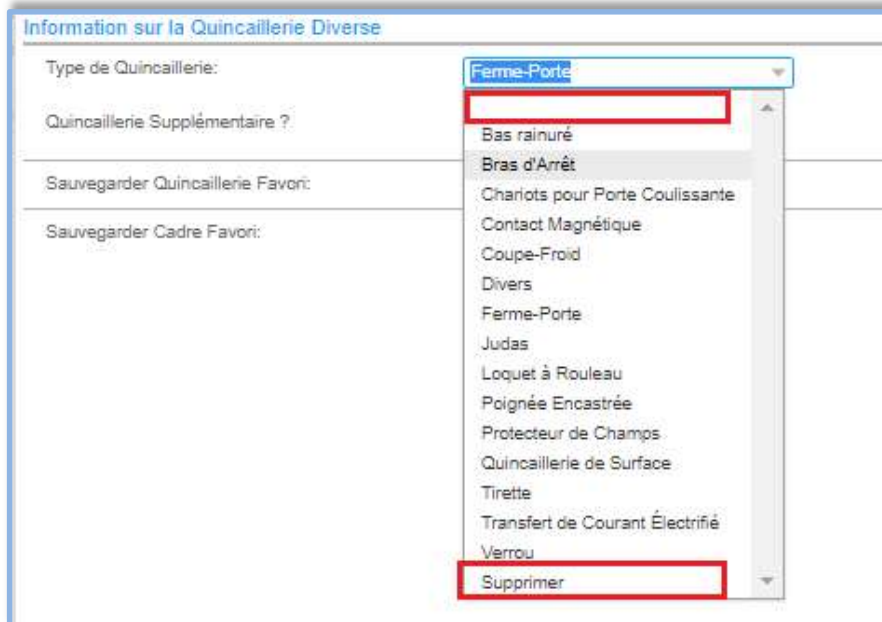 Information sur la Quincaillerie Diverse
Type de Quincaillerie:
Ferme-Porte
Quincaillerie Supplémentaire ?
Sauvegarder Quincaillerie Favori:
Sauvegarder Cadre Favori:
Bas rainuré
Bras d'Arrêt
Chariots pour Porte Coulissante
Contact Magnétique
Coupe-Froid
Divers
Ferme-Porte
Judas
Loquet à Rouleau
Poignée Encastrée
Protecteur de Champs
Quincaillerie de Surface
Tirette
Transfert de Courant Électrifié
Verrou
Supprimer